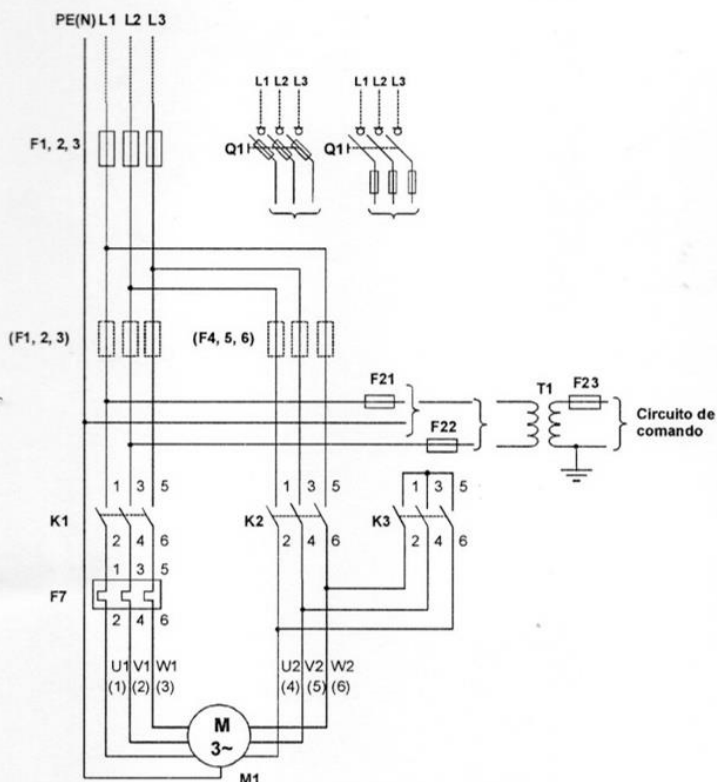 PE(N) L1 L2 L3
L1 L2 L3
L1 L2 L3
F1, 2, 3
Q1
Q1
(F1, 2, 3)
(F4, 5, 6)
F21
T1
F23
F22
Circuito de
comando
1 3 5
1 3 5
1 3 5
K1
K2
K3
2 4 6
2 4 6
2 4 6
1 3 5
F7
2 4 6
U1 V1 W1
U2 V2 W2
(1) (2) (3)
(4) (5) (6)
M
3~
M1